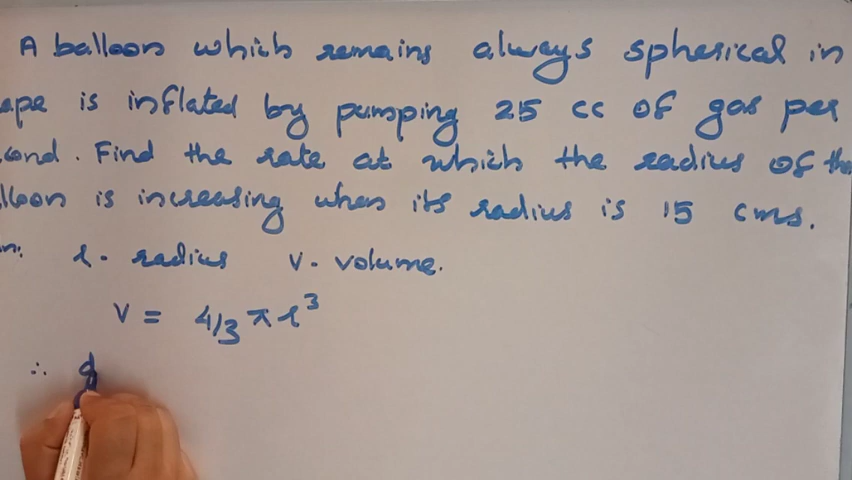 A balloon which remains always spherical in
ape is inflated by pumping 25 cc of gas per
cond. Find the rate at which the radius of the
lloon is increasing when its radius is 15 cms.
n: r - radius V - volume.
V = 4/3 π r³
∴ d